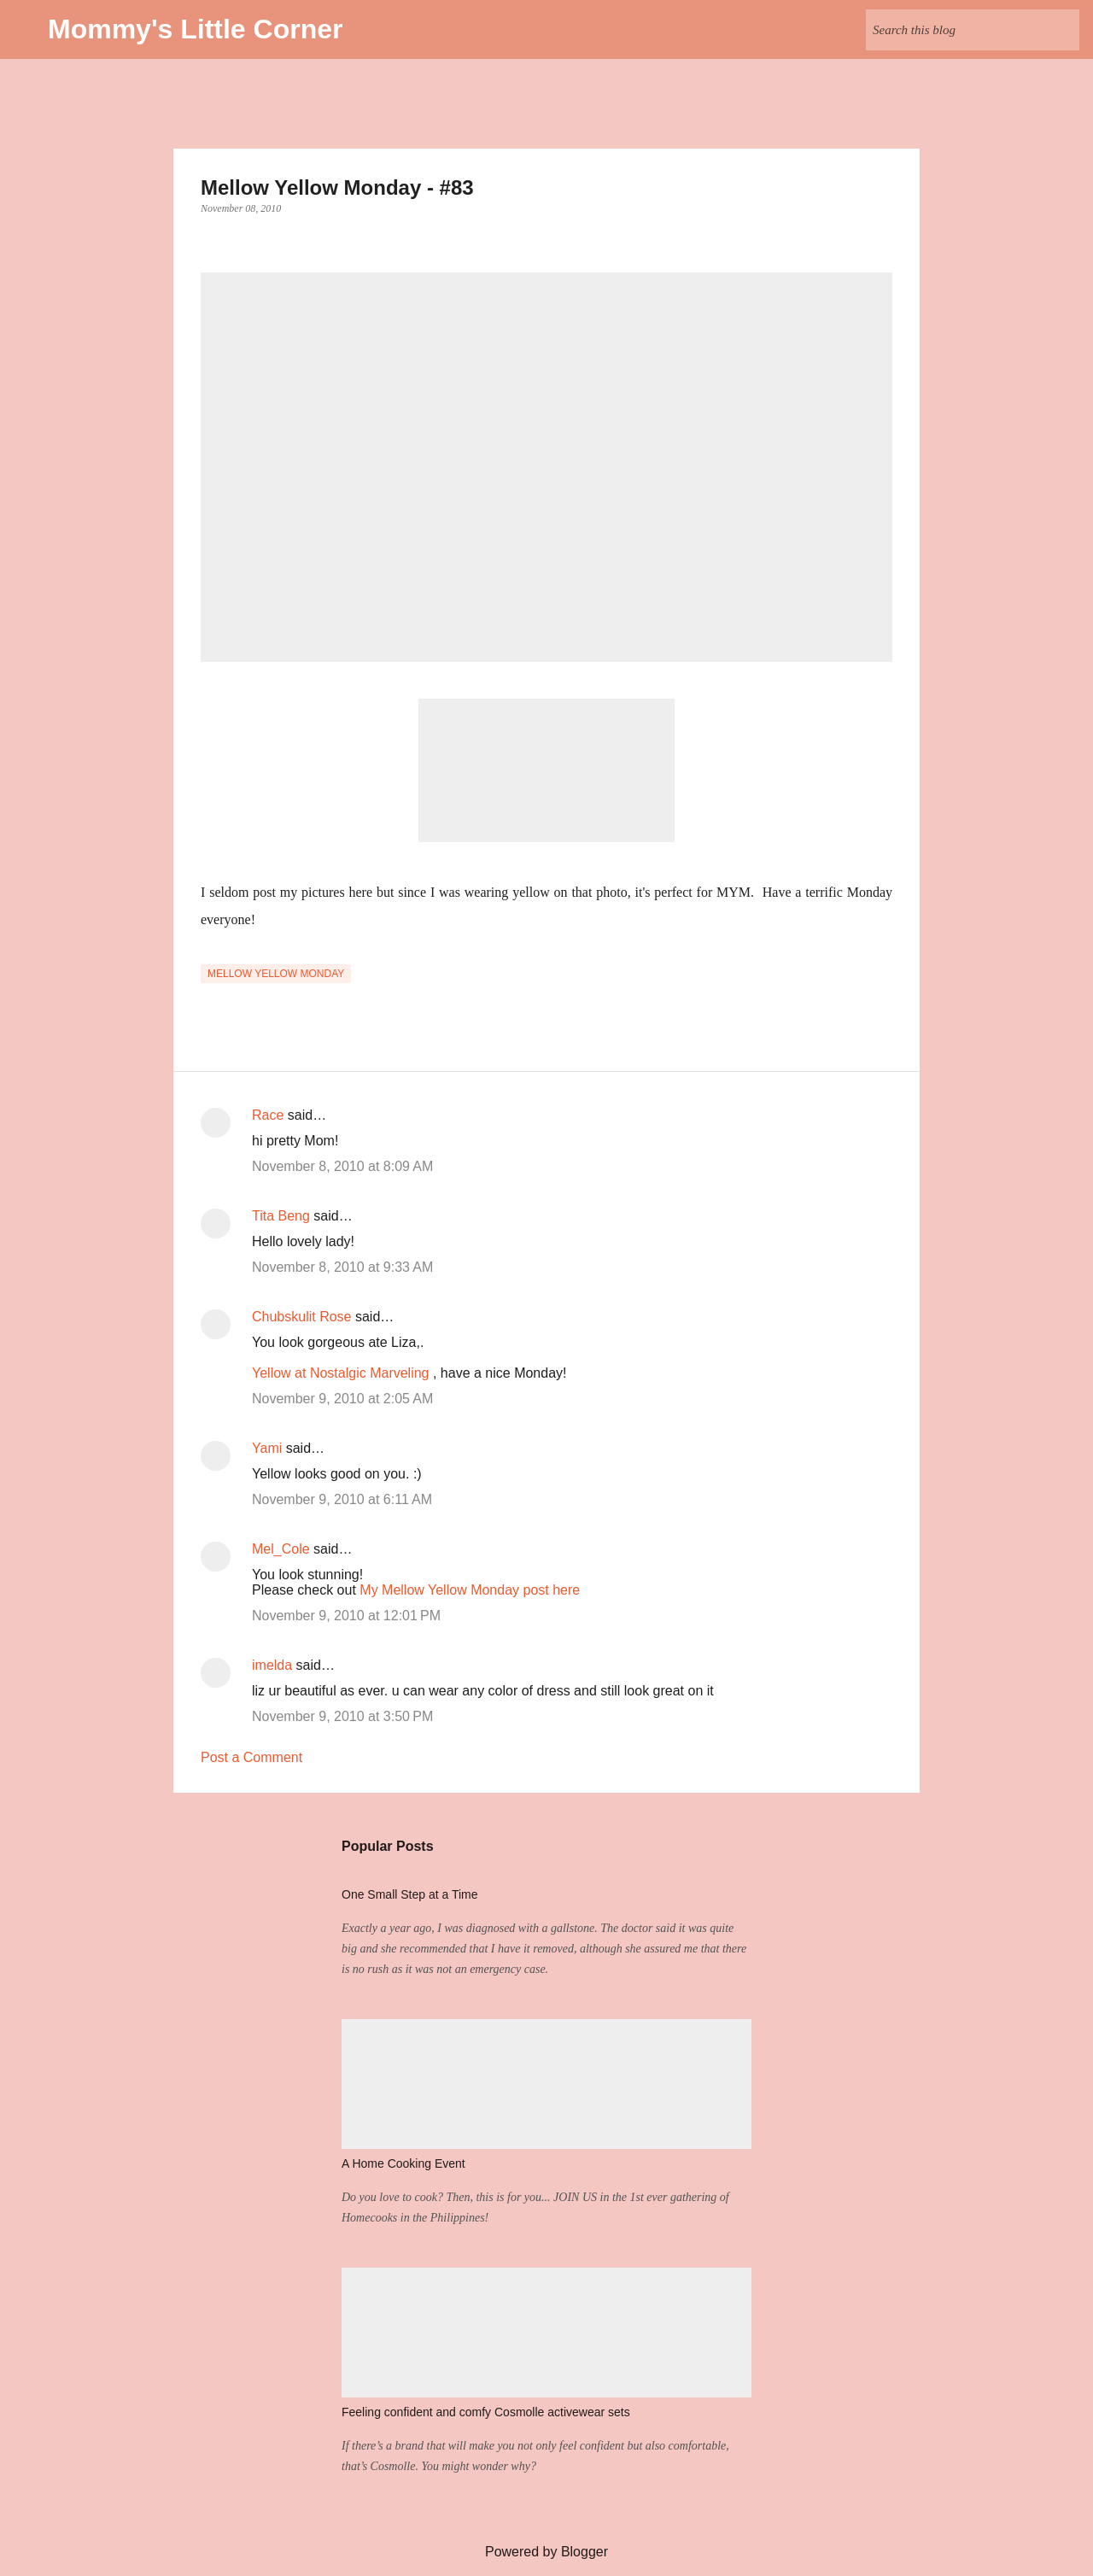 Mommy's Little Corner
Search this blog
Mellow Yellow Monday - #83
November 08, 2010
I seldom post my pictures here but since I was wearing yellow on that photo, it's perfect for MYM.  Have a terrific Monday
everyone!
MELLOW YELLOW MONDAY
Race said…
hi pretty Mom!
November 8, 2010 at 8:09 AM
Tita Beng said…
Hello lovely lady!
November 8, 2010 at 9:33 AM
Chubskulit Rose said…
You look gorgeous ate Liza,.
Yellow at Nostalgic Marveling , have a nice Monday!
November 9, 2010 at 2:05 AM
Yami said…
Yellow looks good on you. :)
November 9, 2010 at 6:11 AM
Mel_Cole said…
You look stunning!
Please check out My Mellow Yellow Monday post here
November 9, 2010 at 12:01 PM
imelda said…
liz ur beautiful as ever. u can wear any color of dress and still look great on it
November 9, 2010 at 3:50 PM
Post a Comment
Popular Posts
One Small Step at a Time
Exactly a year ago, I was diagnosed with a gallstone. The doctor said it was quite
big and she recommended that I have it removed, although she assured me that there
is no rush as it was not an emergency case.
A Home Cooking Event
Do you love to cook? Then, this is for you... JOIN US in the 1st ever gathering of
Homecooks in the Philippines!
Feeling confident and comfy Cosmolle activewear sets
If there’s a brand that will make you not only feel confident but also comfortable,
that’s Cosmolle. You might wonder why?
Powered by Blogger